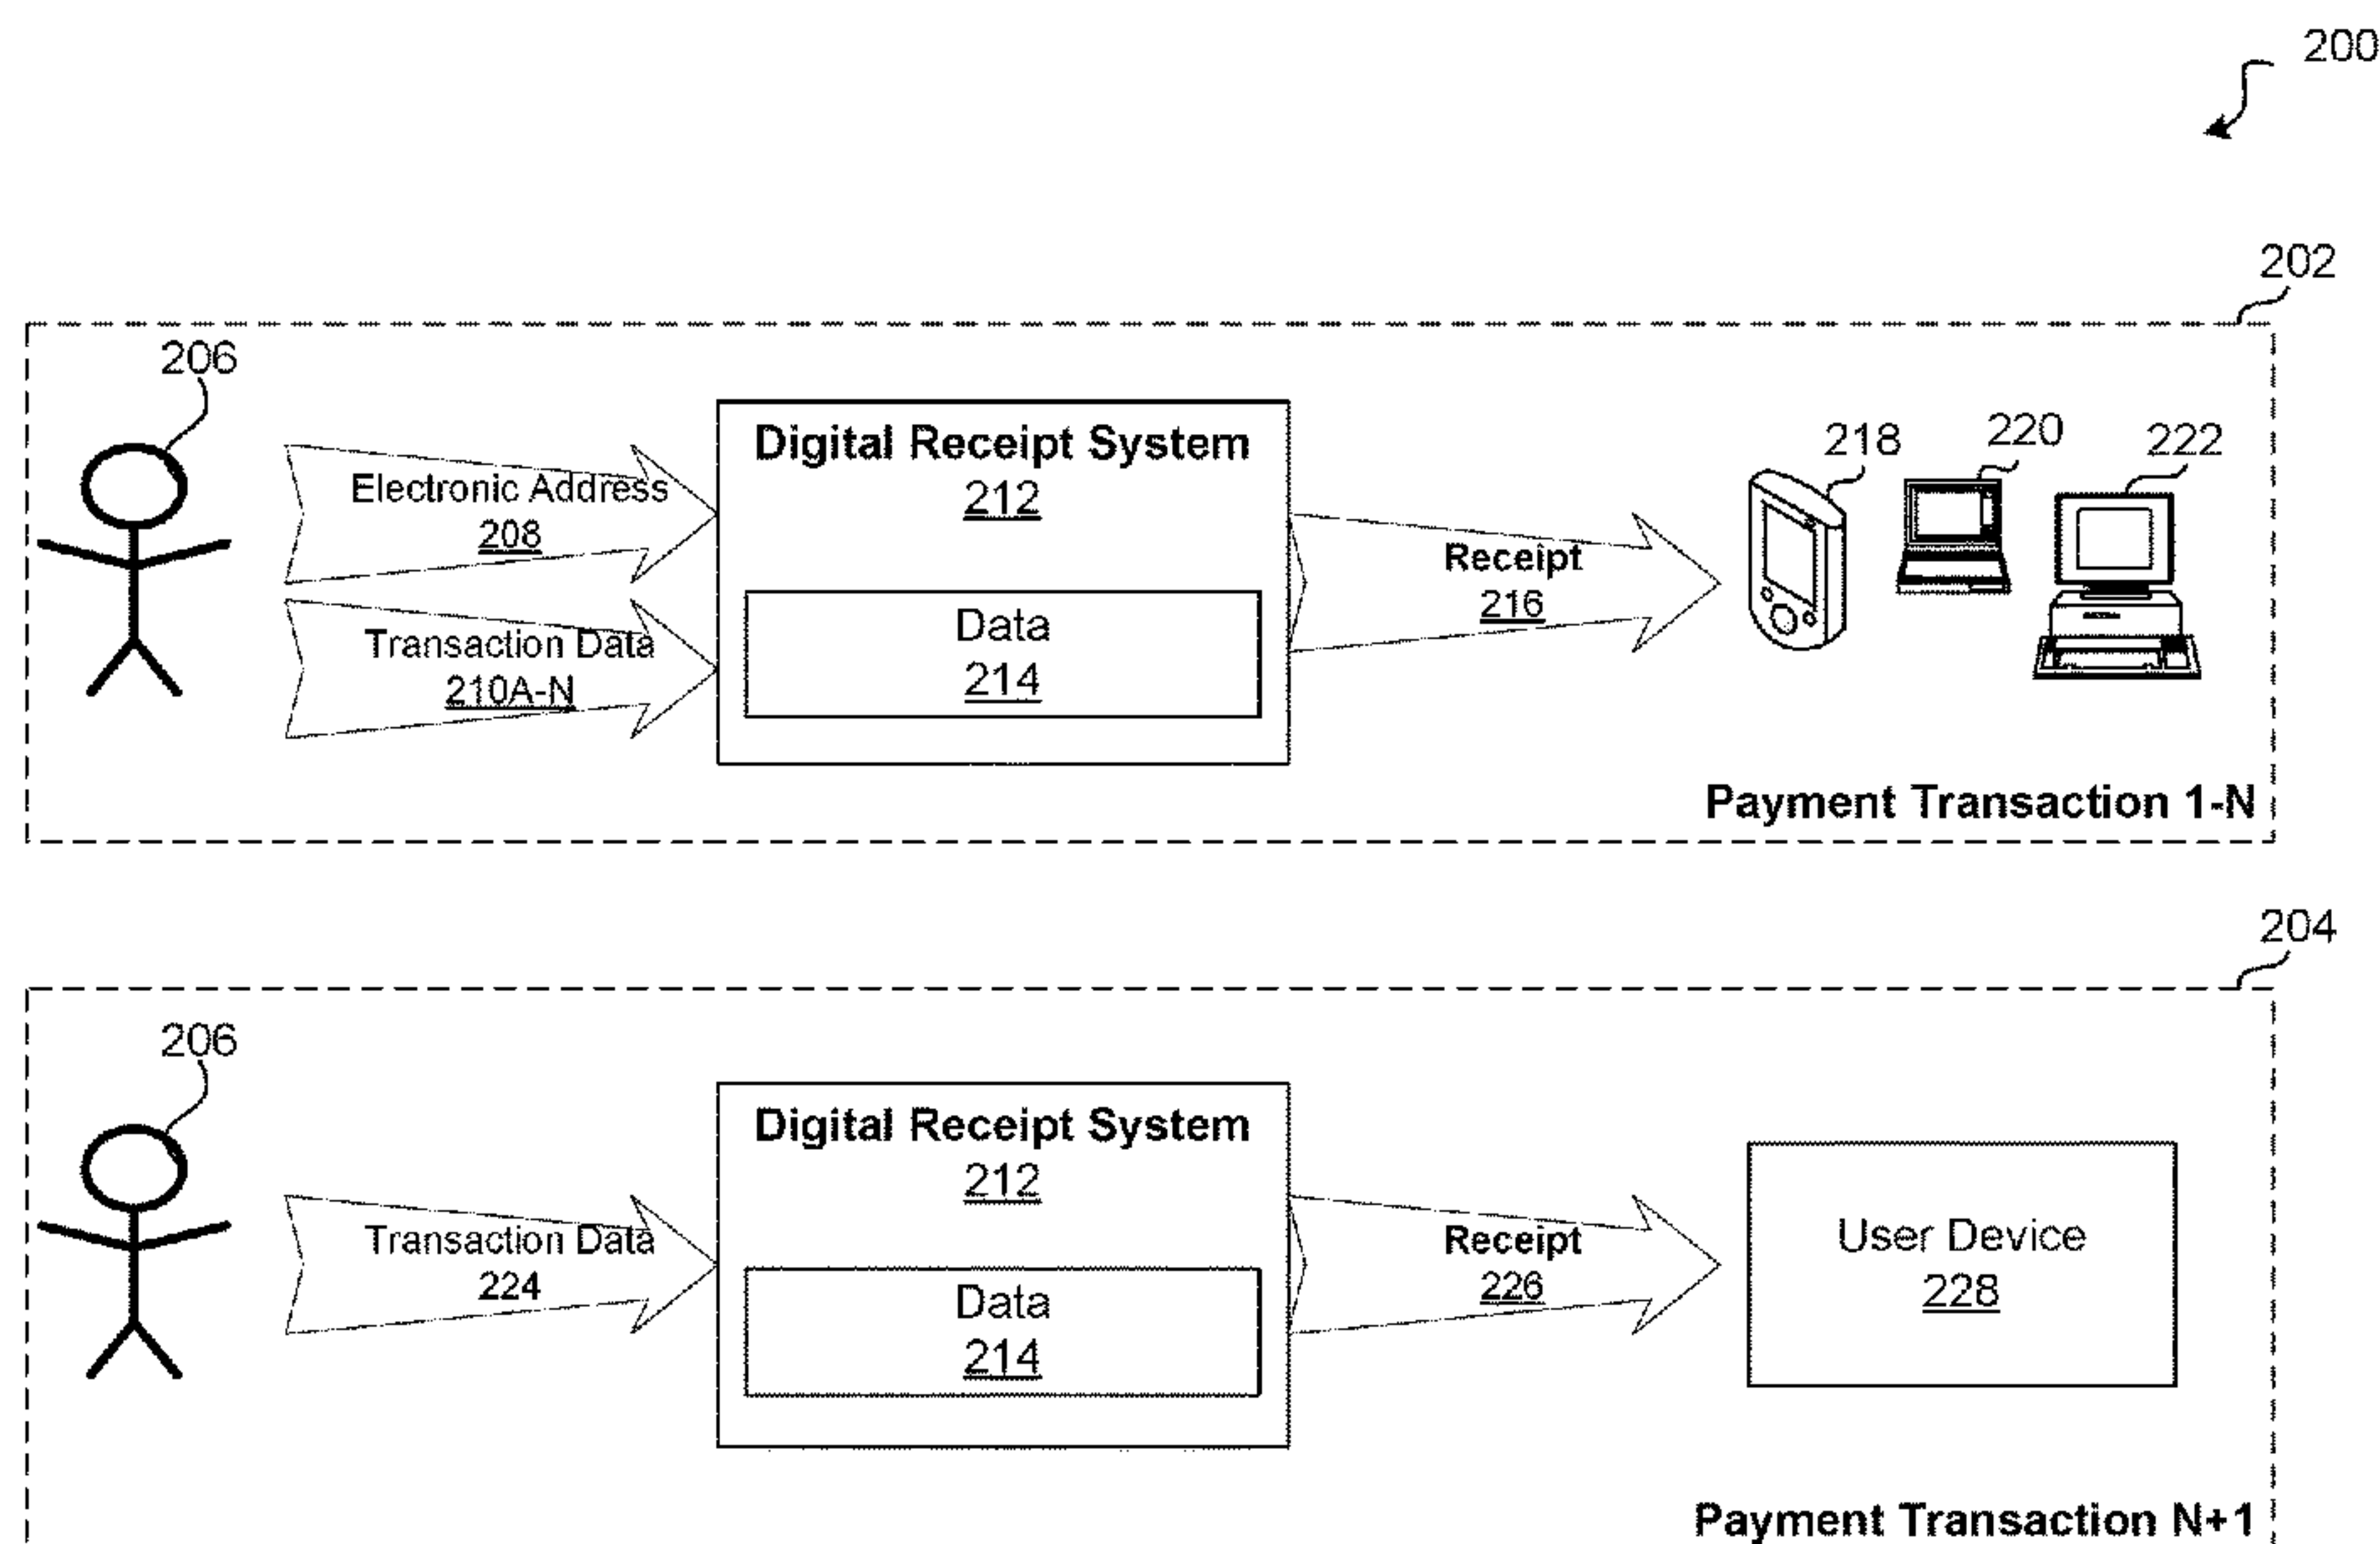 200
202
206
Digital Receipt System
212
Electronic Address
208
Transaction Data
210A-N
Data
214
Receipt
216
218
220
222
Payment Transaction 1-N
204
206
Digital Receipt System
212
Transaction Data
224
Data
214
Receipt
226
User Device
228
Payment Transaction N+1